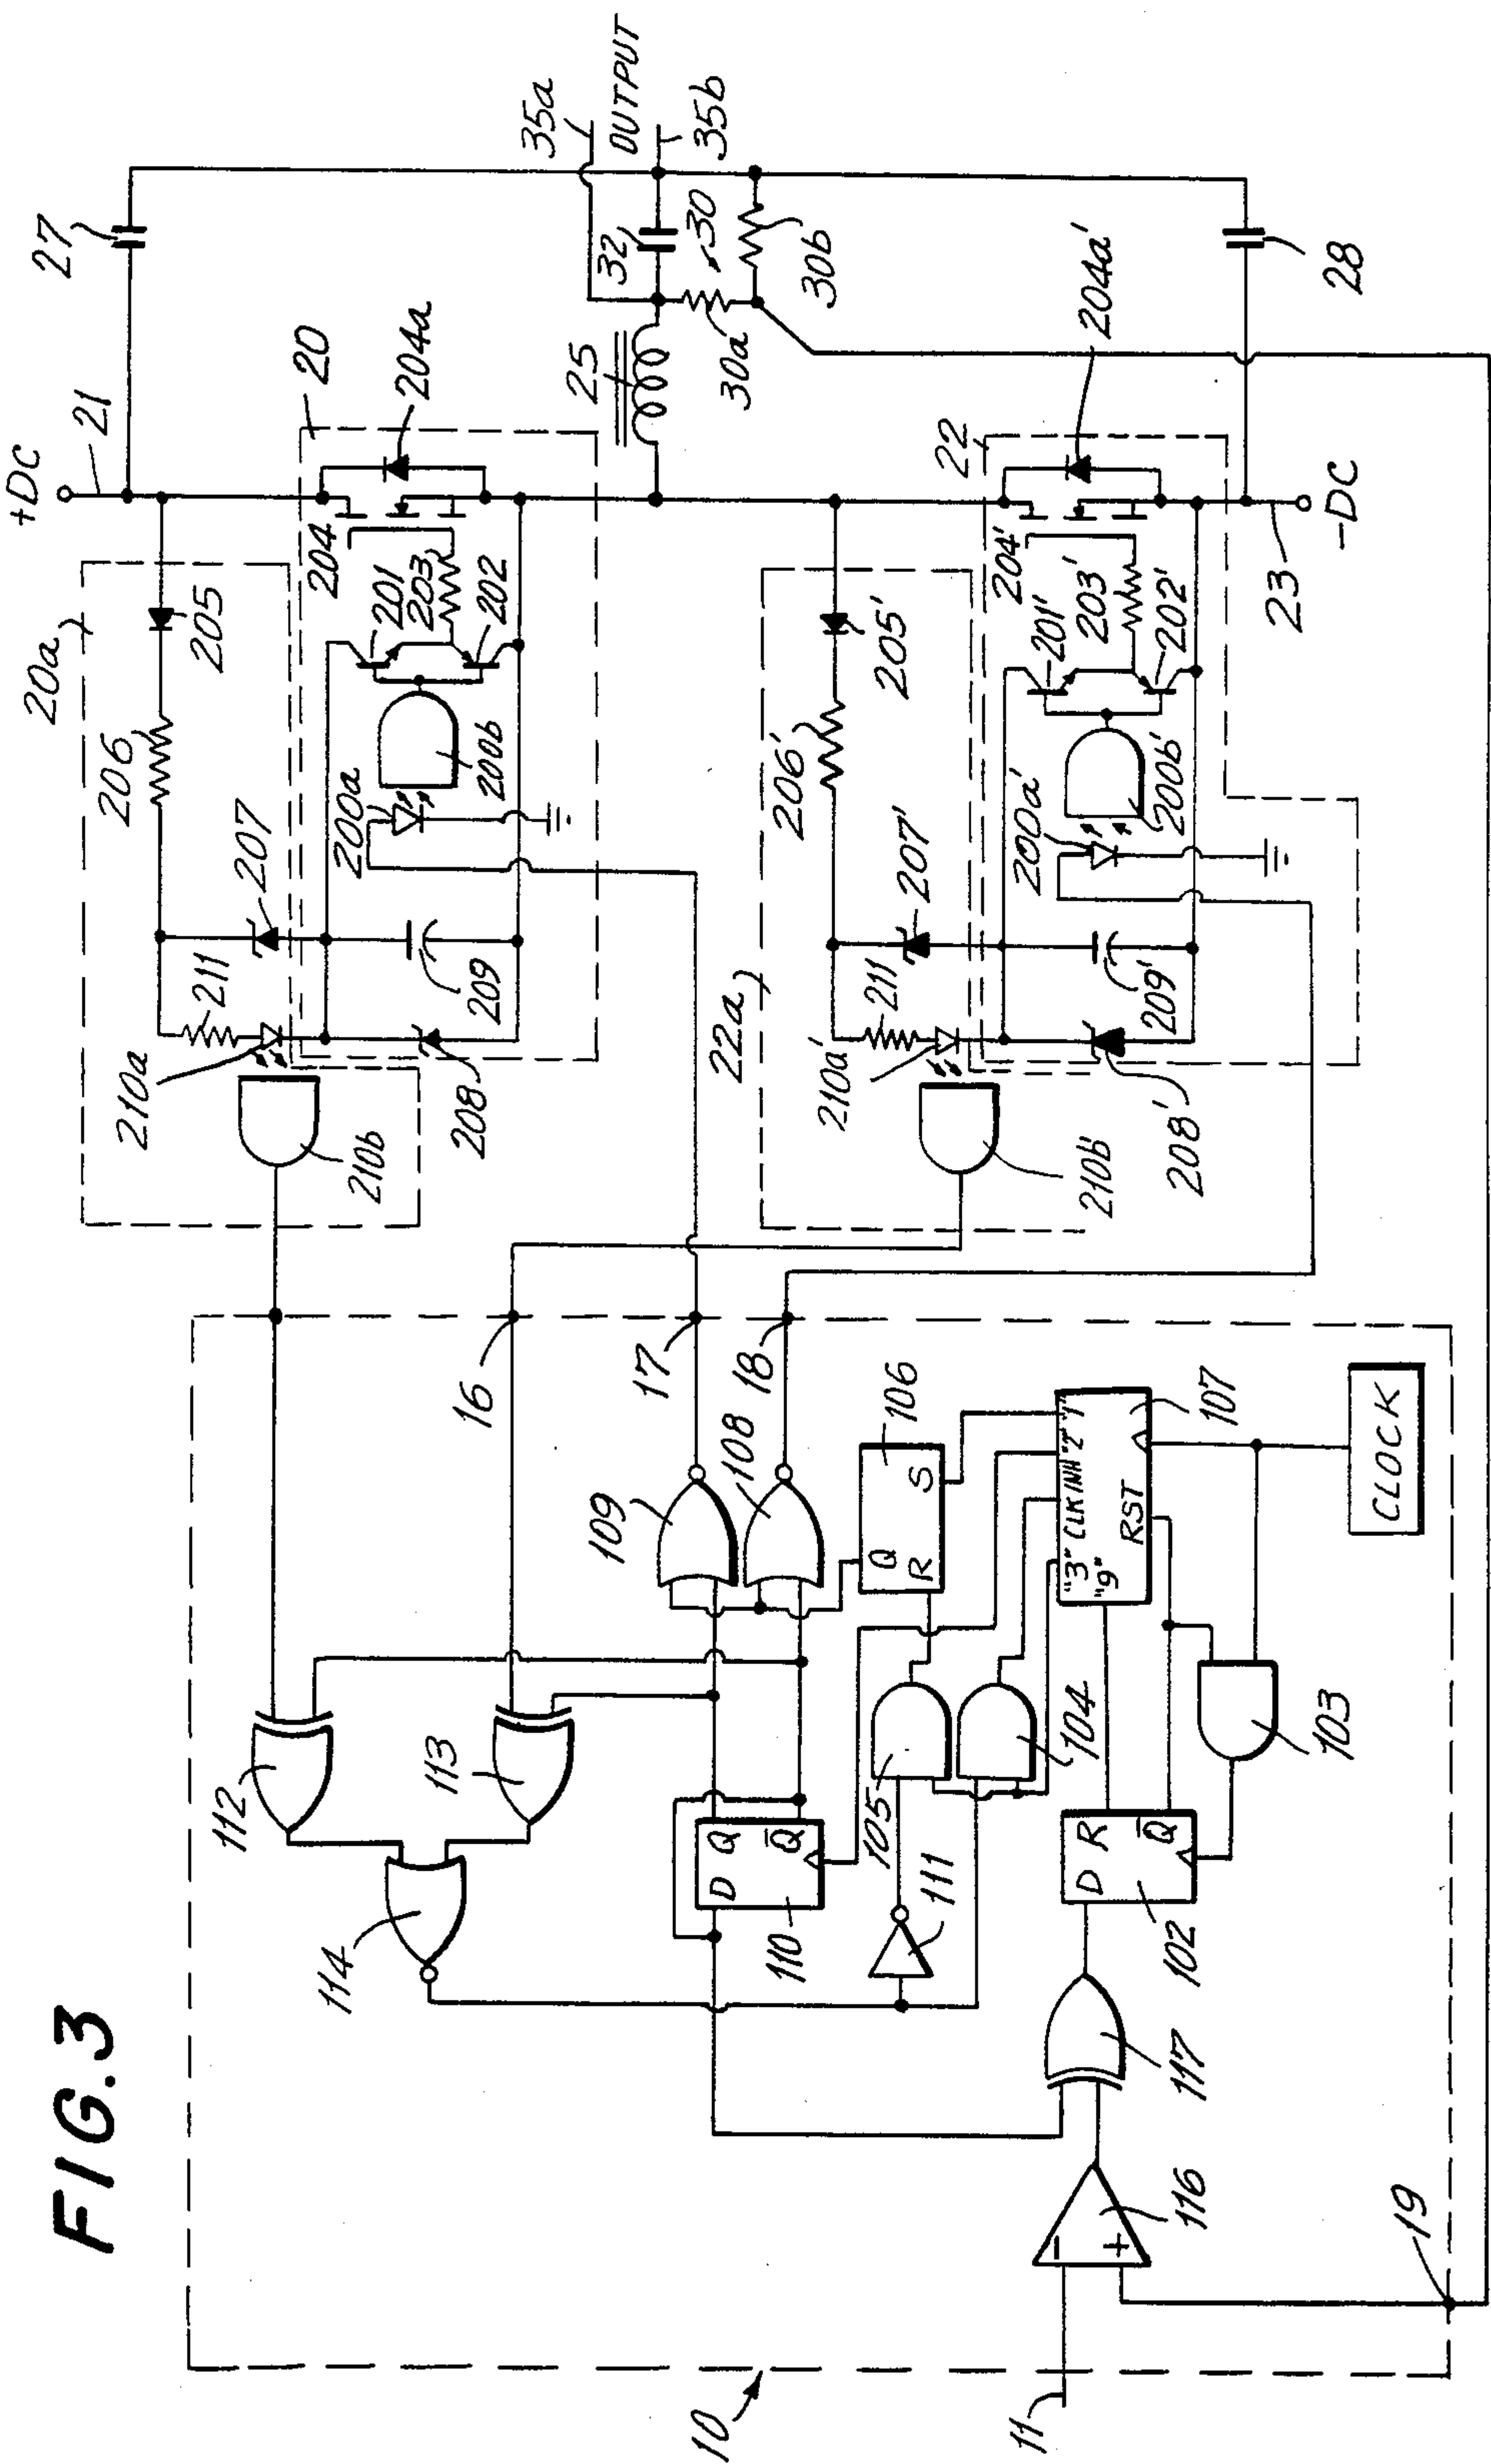 FIG.3
+DC
21
27
20a
205
206
207
211
210a
210b
208
209
200a
200b
201
202
203
204
204a
20
25
30
30a
30b
32
35a
OUTPUT
35b
28
22
204a'
204'
203'
201'
202'
200a'
200b'
205'
206'
207'
211
22a
210a'
210b'
208'
209'
23
-DC
16
17
18
112
113
114
109
108
106
Q
S
R
D Q
Q
110
105
104
111
"3" CLK INH "2" "1"
"9"
RST
107
103
CLOCK
D R
Q
102
117
116
-
+
19
10
11